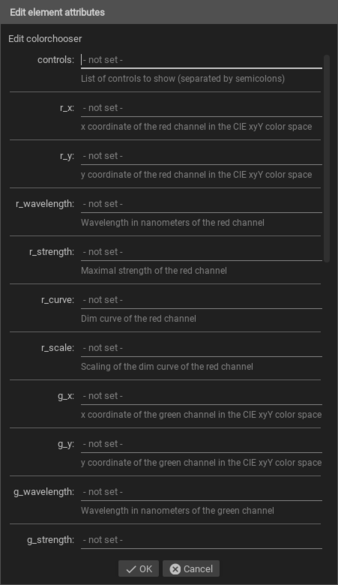 Edit element attributes
Edit colorchooser
controls: - not set -
List of controls to show (separated by semicolons)
r_x: - not set -
x coordinate of the red channel in the CIE xyY color space
r_y: - not set -
y coordinate of the red channel in the CIE xyY color space
r_wavelength: - not set -
Wavelength in nanometers of the red channel
r_strength: - not set -
Maximal strength of the red channel
r_curve: - not set -
Dim curve of the red channel
r_scale: - not set -
Scaling of the dim curve of the red channel
g_x: - not set -
x coordinate of the green channel in the CIE xyY color space
g_y: - not set -
y coordinate of the green channel in the CIE xyY color space
g_wavelength: - not set -
Wavelength in nanometers of the green channel
g_strength: - not set -
OK Cancel